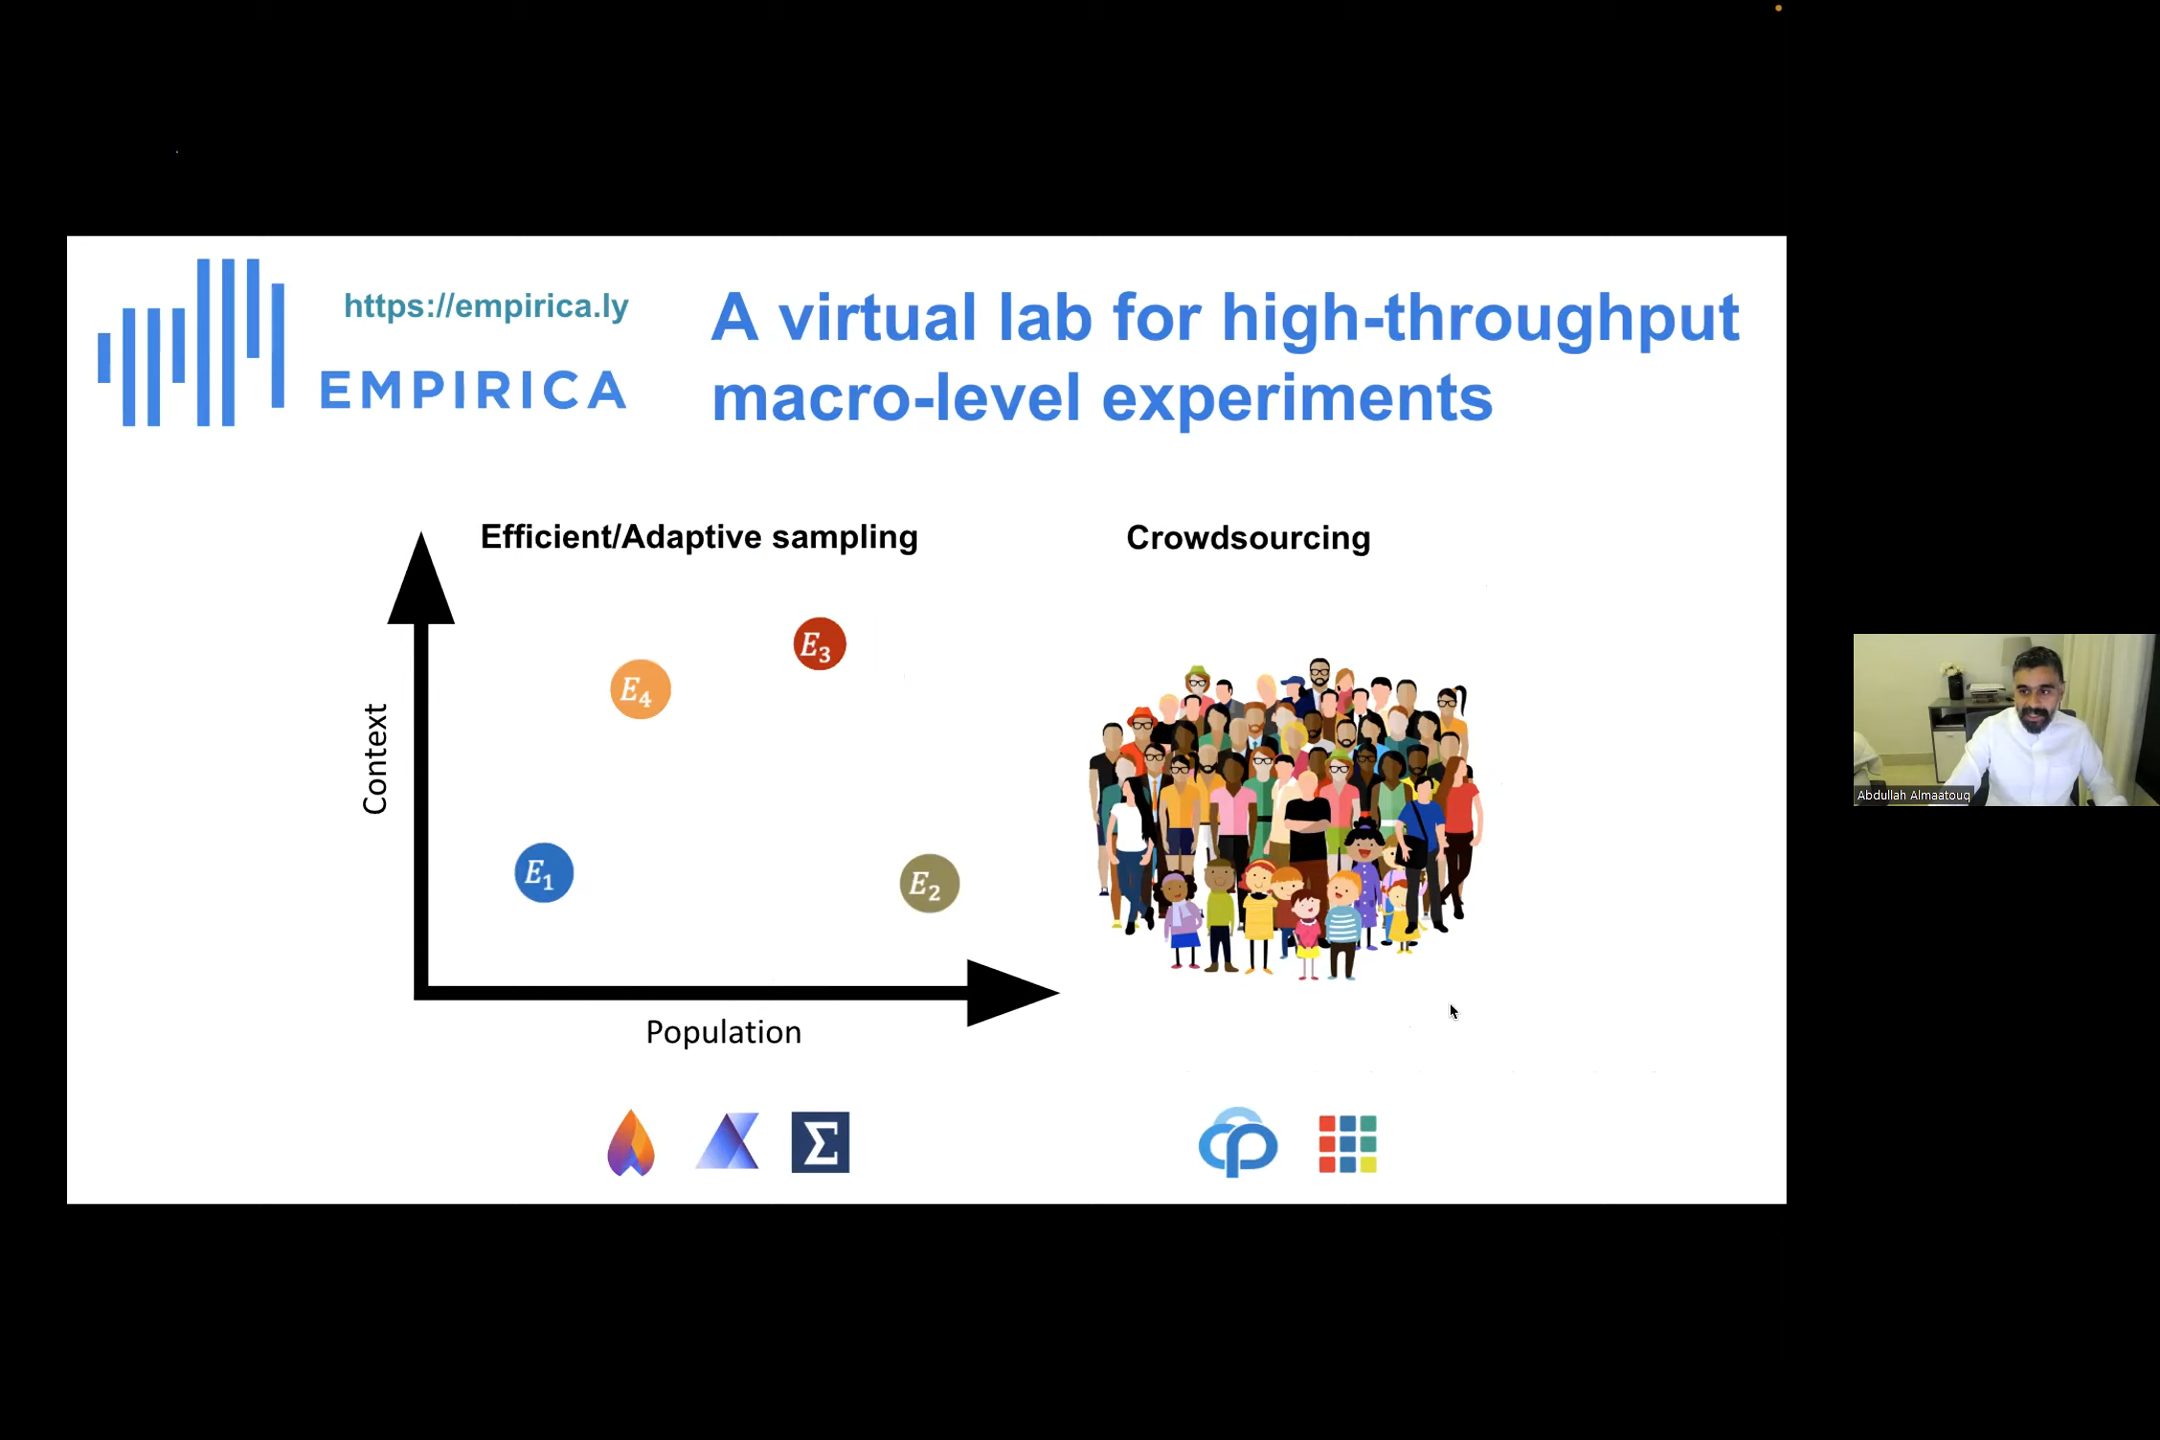 https://empirica.ly
EMPIRICA
A virtual lab for high-throughput
macro-level experiments
Efficient/Adaptive sampling
Crowdsourcing
E3
E4
Context
E1
E2
Population
Σ
Abdullah Almaatouq